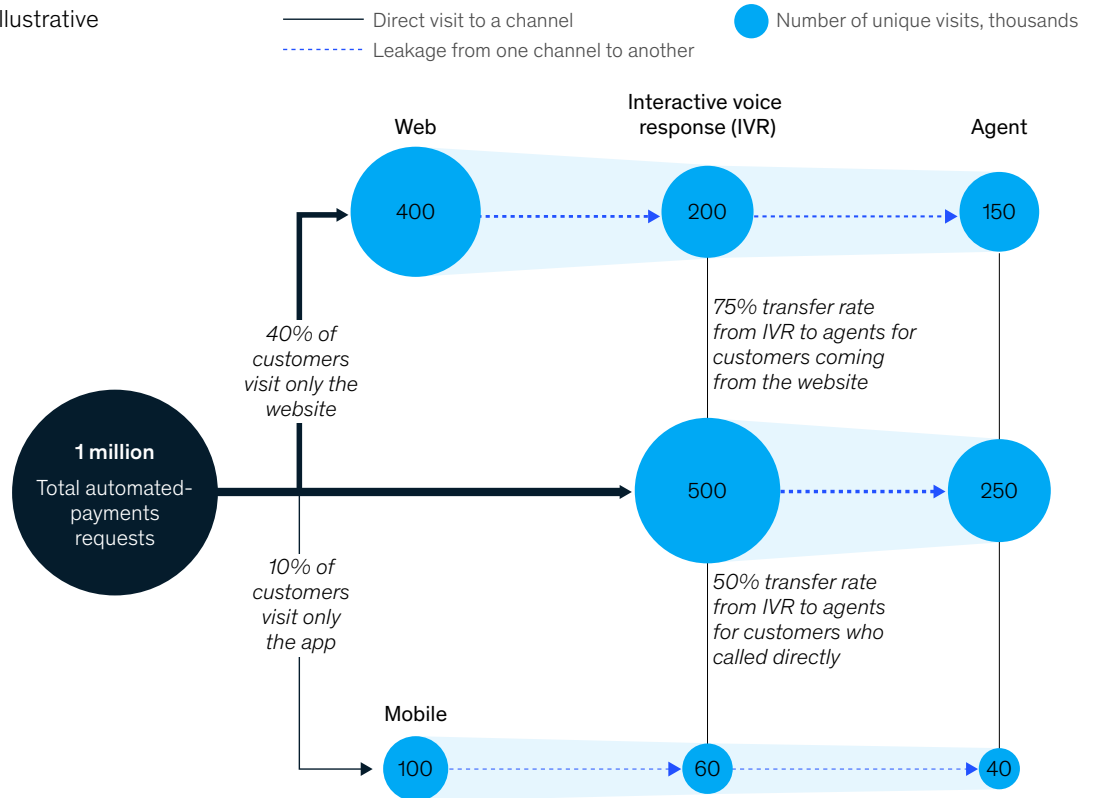 llustrative
Direct visit to a channel
Leakage from one channel to another
Number of unique visits, thousands
Web
Interactive voice
response (IVR)
Agent
400
200
150
40% of
customers
visit only the
website
75% transfer rate
from IVR to agents for
customers coming
from the website
1 million
Total automated-
payments
requests
500
250
10% of
customers
visit only
the app
50% transfer rate
from IVR to agents
for customers who
called directly
Mobile
100
60
40